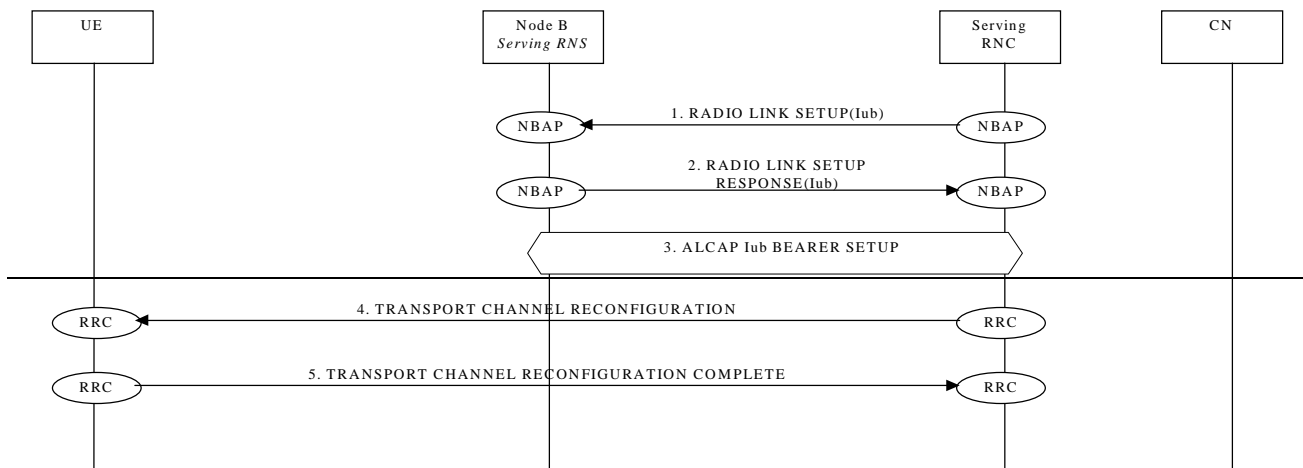 UE
Node B
Serving RNS
Serving
RNC
CN
1. RADIO LINK SETUP(Iub)
NBAP
NBAP
2. RADIO LINK SETUP
RESPONSE(Iub)
NBAP
NBAP
3. ALCAP Iub BEARER SETUP
4. TRANSPORT CHANNEL RECONFIGURATION
RRC
RRC
5. TRANSPORT CHANNEL RECONFIGURATION COMPLETE
RRC
RRC